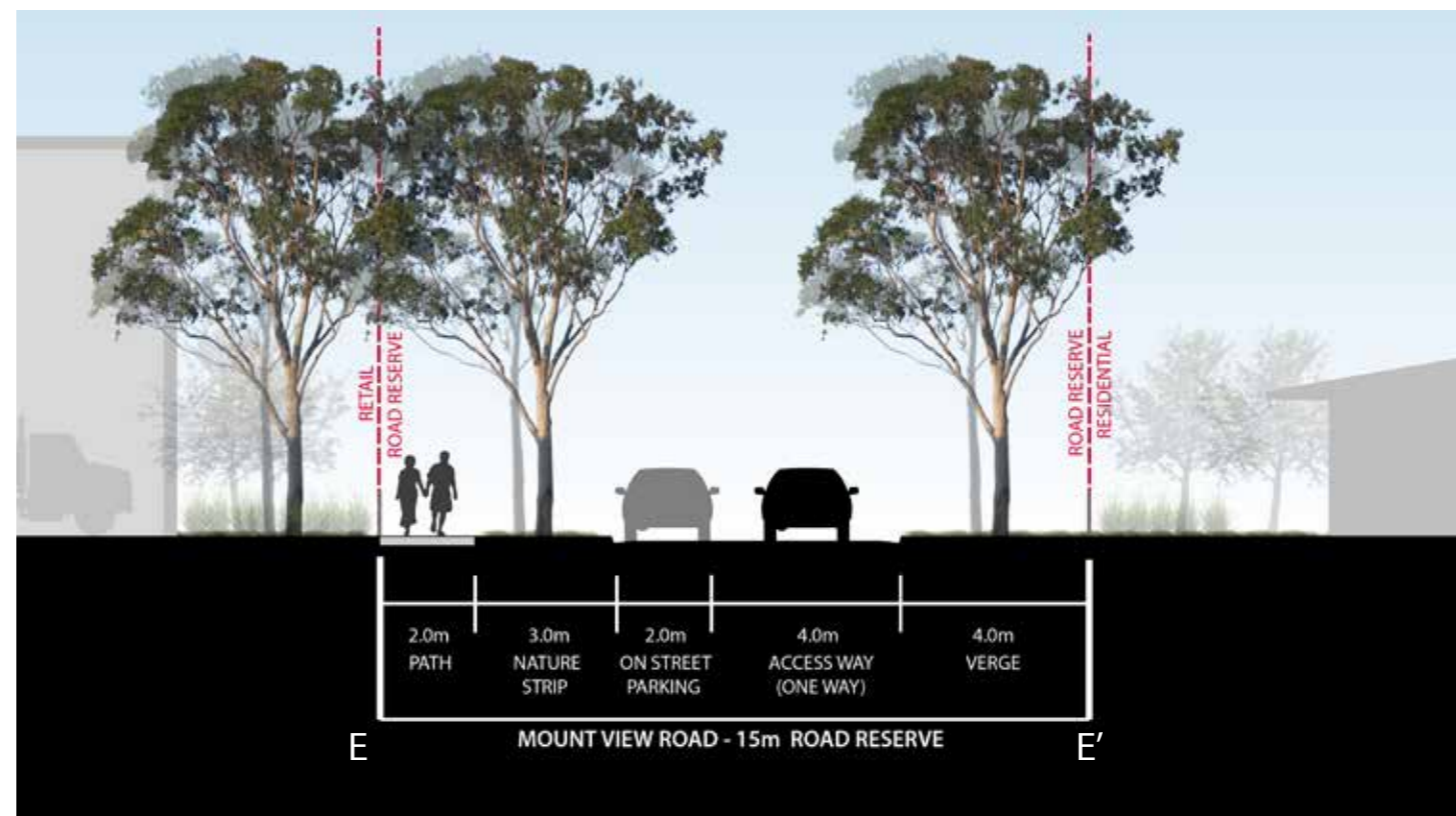 RETAIL
ROAD RESERVE
ROAD RESERVE
RESIDENTIAL
2.0m
PATH
3.0m
NATURE
STRIP
2.0m
ON STREET
PARKING
4.0m
ACCESS WAY
(ONE WAY)
4.0m
VERGE
E
MOUNT VIEW ROAD - 15m ROAD RESERVE
E’